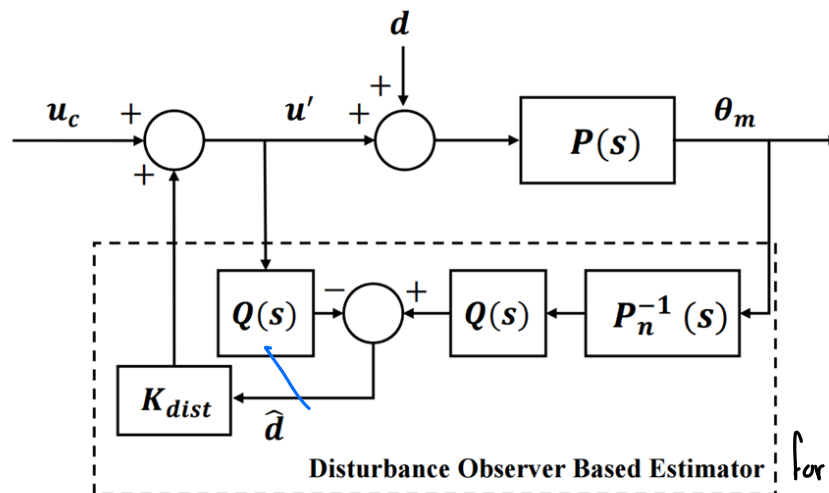 d
+
u_c + u' + P(s) θ_m
+
Q(s) − + Q(s) P_n^{-1} (s)
K_dist
d̂
Disturbance Observer Based Estimator for